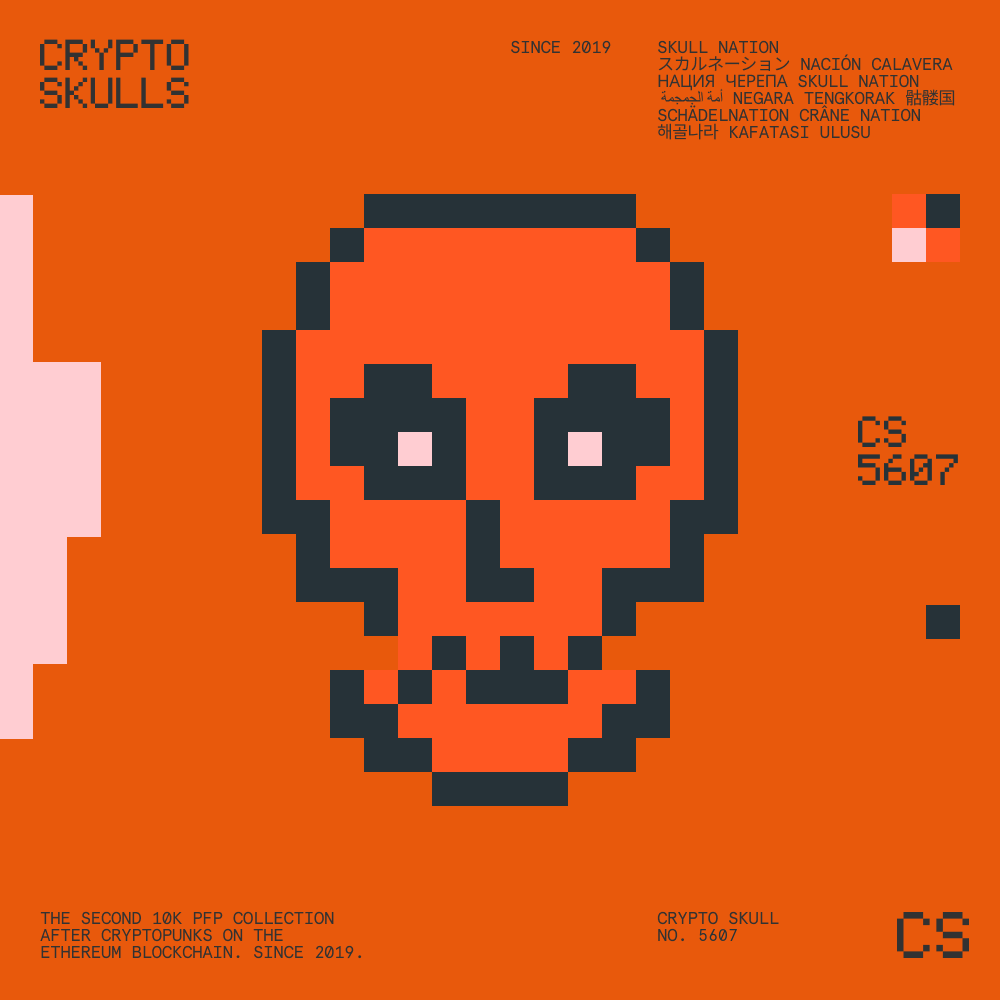 CRYPTO
SKULLS
SINCE 2019
SKULL NATION
スカルネーション NACIÓN CALAVERA
НАЦИЯ ЧЕРЕПА SKULL NATION
أمة الجمجمة NEGARA TENGKORAK 骷髅国
SCHÄDELNATION CRÂNE NATION
해골나라 KAFATASI ULUSU
CS
5607
THE SECOND 10K PFP COLLECTION
AFTER CRYPTOPUNKS ON THE
ETHEREUM BLOCKCHAIN. SINCE 2019.
CRYPTO SKULL
NO. 5607
CS